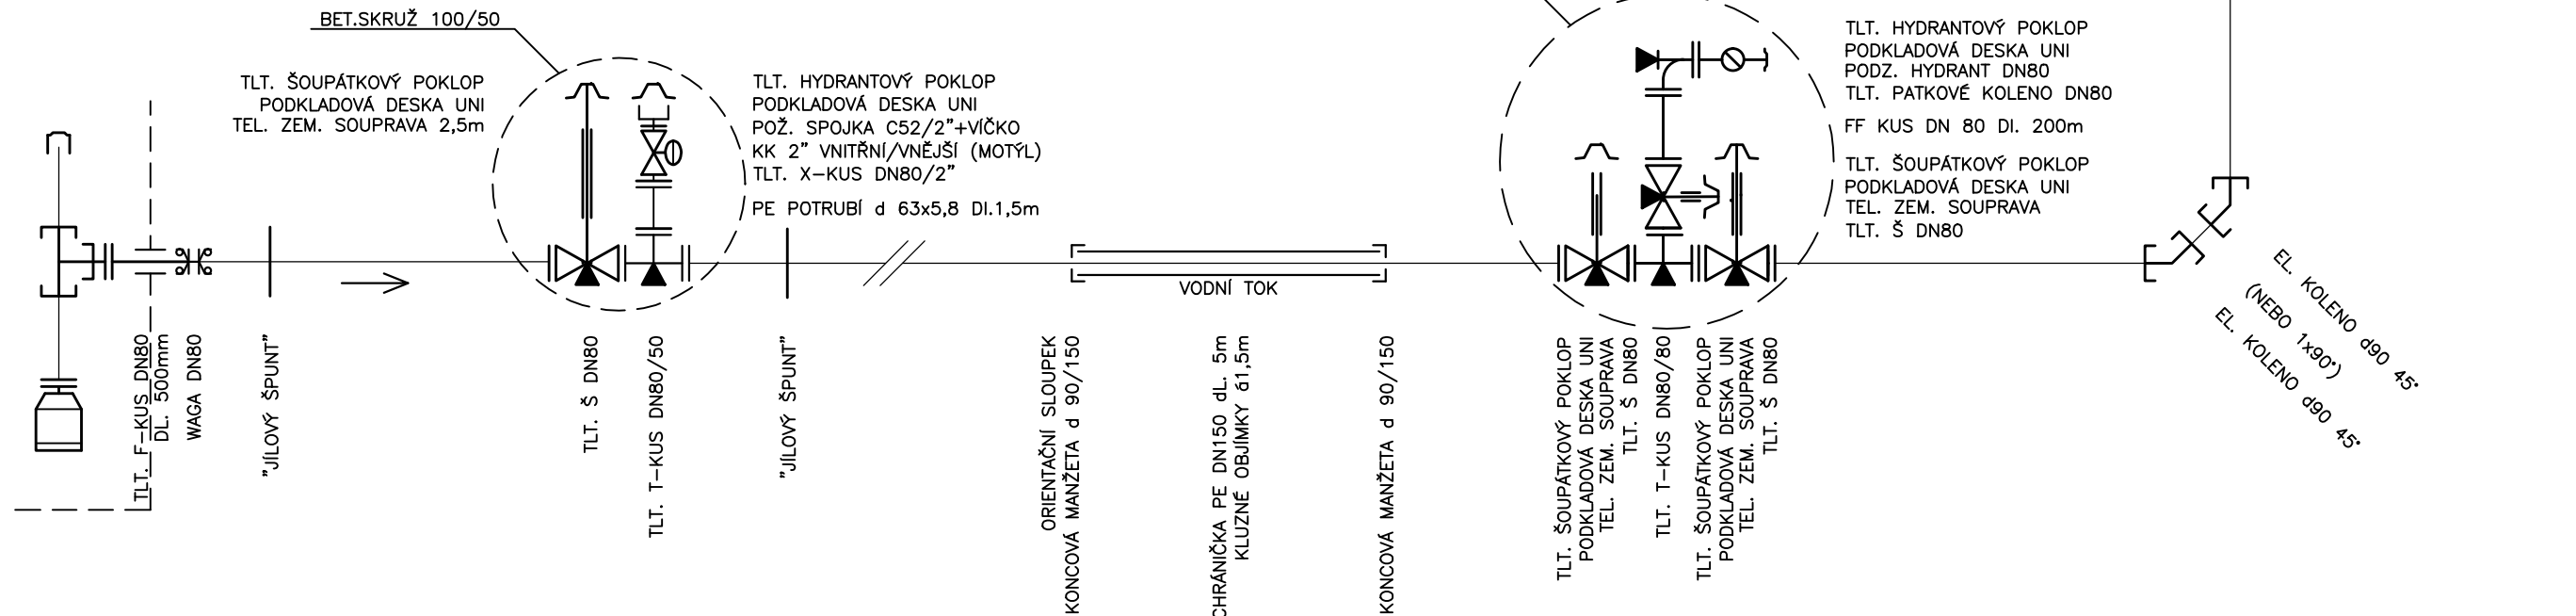 BET.SKRUŽ 100/50
TLT. ŠOUPÁTKOVÝ POKLOP
PODKLADOVÁ DESKA UNI
TEL. ZEM. SOUPRAVA 2,5m
TLT. HYDRANTOVÝ POKLOP
PODKLADOVÁ DESKA UNI
POŽ. SPOJKA C52/2"+VÍČKO
KK 2" VNITŘNÍ/VNĚJŠÍ (MOTÝL)
TLT. X-KUS DN80/2"
PE POTRUBÍ d 63x5,8 Dl.1,5m
TLT. HYDRANTOVÝ POKLOP
PODKLADOVÁ DESKA UNI
PODZ. HYDRANT DN80
TLT. PATKOVÉ KOLENO DN80
FF KUS DN 80 Dl. 200m
TLT. ŠOUPÁTKOVÝ POKLOP
PODKLADOVÁ DESKA UNI
TEL. ZEM. SOUPRAVA
TLT. Š DN80
VODNÍ TOK
TLT. F-KUS DN80
DL. 500mm
WAGA DN80
"JÍLOVÝ ŠPUNT"
TLT. Š DN80
TLT. T-KUS DN80/50
"JÍLOVÝ ŠPUNT"
ORIENTAČNÍ SLOUPEK
KONCOVÁ MANŽETA d 90/150
CHRÁNIČKA PE DN150 dL. 5m
KLUZNÉ OBJÍMKY á1,5m
KONCOVÁ MANŽETA d 90/150
TLT. ŠOUPÁTKOVÝ POKLOP
PODKLADOVÁ DESKA UNI
TEL. ZEM. SOUPRAVA
TLT. Š DN80
TLT. T-KUS DN80/80
TLT. ŠOUPÁTKOVÝ POKLOP
PODKLADOVÁ DESKA UNI
TEL. ZEM. SOUPRAVA
TLT. Š DN80
EL. KOLENO d90 45°
(NEBO 1x90°)
EL. KOLENO d90 45°